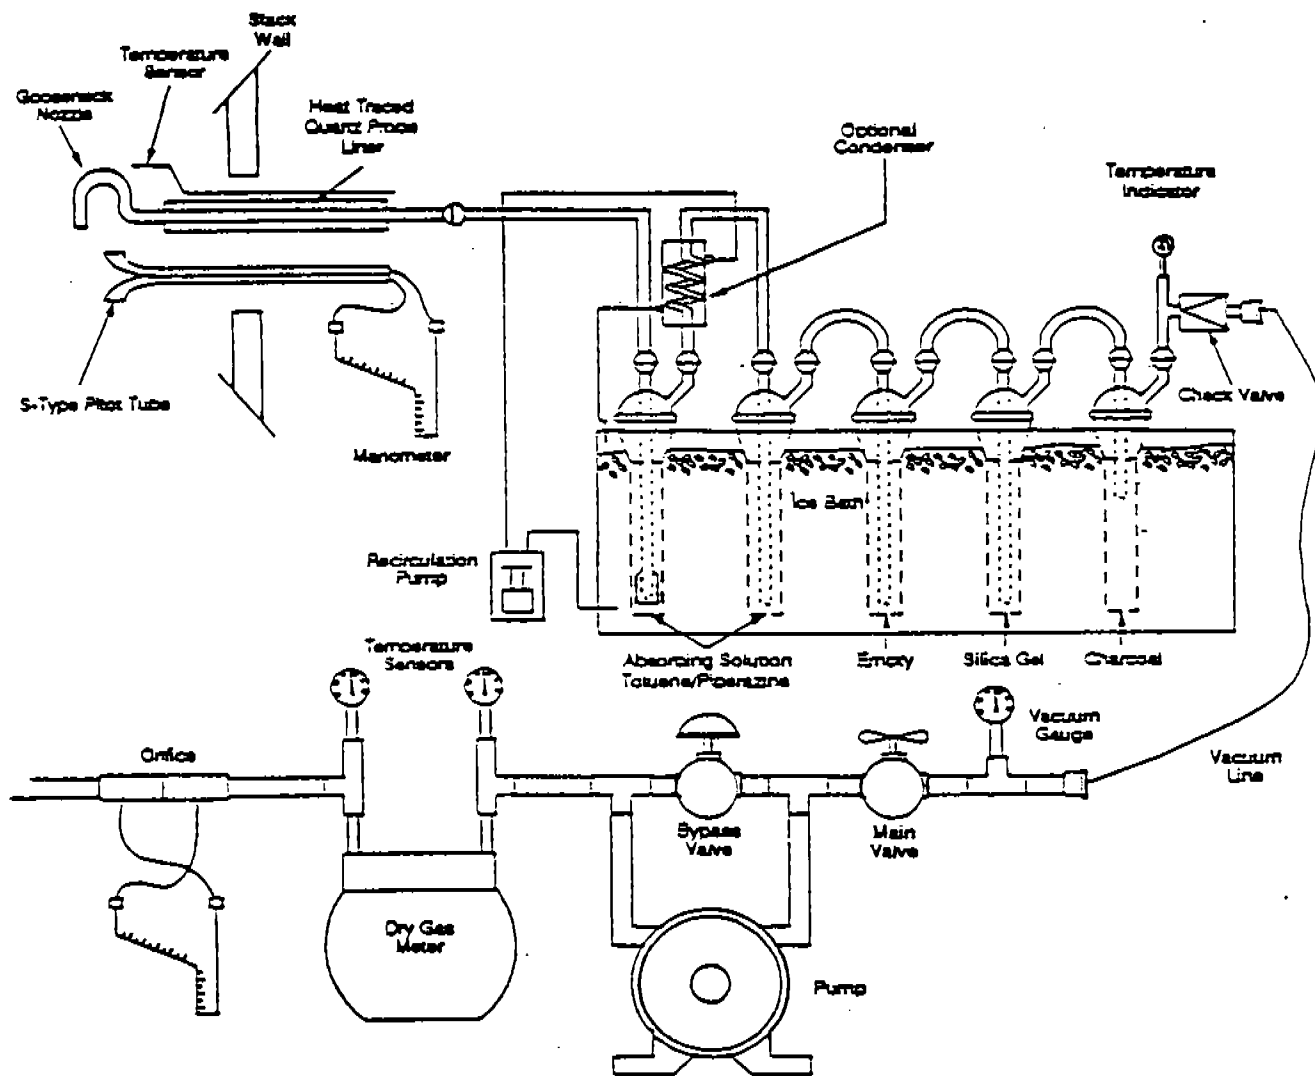 Stack
Wall
Temperature
Sensor
Gooseneck
Nozzle
Heat Traced
Quartz Probe
Liner
Optional
Condenser
Temperature
Indicator
S-Type Pitot Tube
Manometer
Check Valve
Ice Bath
Recirculation
Pump
Absorbing Solution
Toluene/Piperazine
Empty
Silica Gel
Charcoal
Temperature
Sensors
Orifice
Vacuum
Gauge
Vacuum
Line
Bypass
Valve
Main
Valve
Dry Gas
Meter
Pump